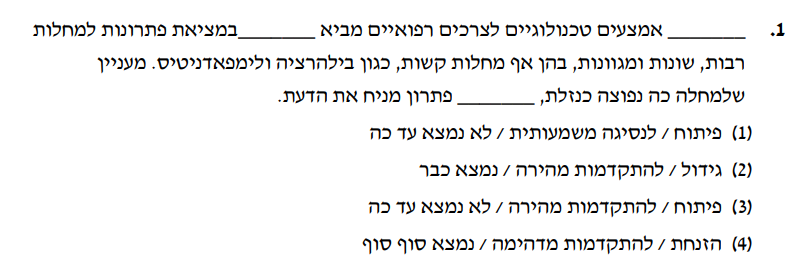 1. _______ אמצעים טכנולוגיים לצרכים רפואיים מביא _______במציאת פתרונות למחלות
רבות, שונות ומגוונות, בהן אף מחלות קשות, כגון בילהרציה ולימפאדניטיס. מעניין
שלמחלה כה נפוצה כנזלת, _______ פתרון מניח את הדעת.
(1) פיתוח / לנסיגה משמעותית / לא נמצא עד כה
(2) גידול / להתקדמות מהירה / נמצא כבר
(3) פיתוח / להתקדמות מהירה / לא נמצא עד כה
(4) הזנחת / להתקדמות מדהימה / נמצא סוף סוף